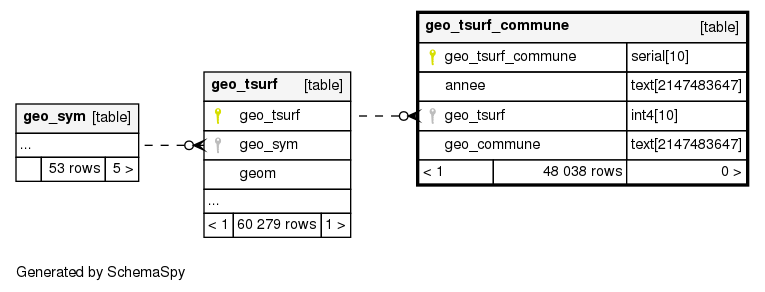 geo_sym [table]
...
53 rows 5 >
geo_tsurf [table]
geo_tsurf
geo_sym
geom
...
< 1 60 279 rows 1 >
geo_tsurf_commune [table]
geo_tsurf_commune serial[10]
annee text[2147483647]
geo_tsurf int4[10]
geo_commune text[2147483647]
< 1 48 038 rows 0 >
Generated by SchemaSpy